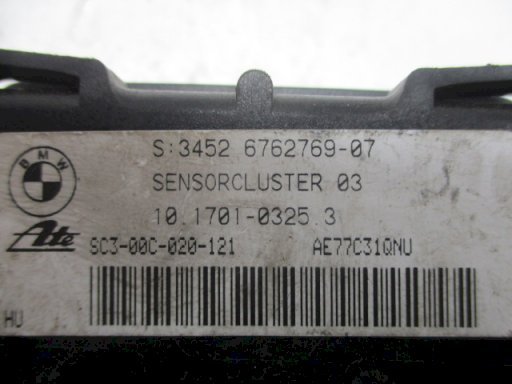 BMW
S:3452 6762769-07
SENSORCLUSTER 03
10.1701-0325.3
Ate
SC3-00C-020-121 AE77C31QNU
HU